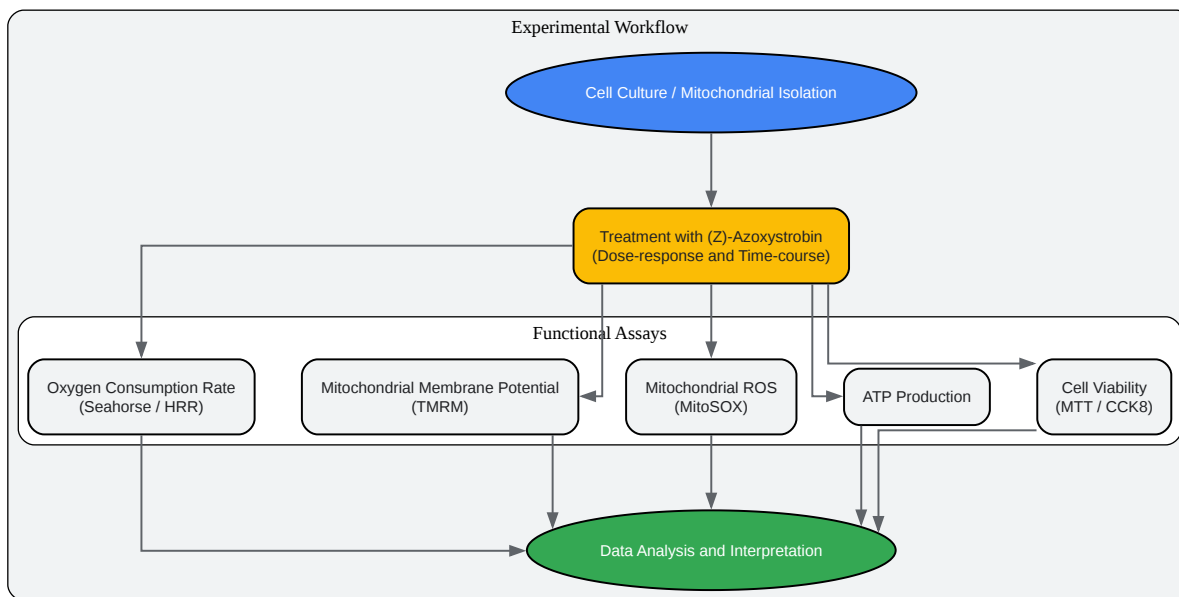 Experimental Workflow
Cell Culture / Mitochondrial Isolation
Treatment with (Z)-Azoxystrobin
(Dose-response and Time-course)
Functional Assays
Oxygen Consumption Rate
(Seahorse / HRR)
Mitochondrial Membrane Potential
(TMRM)
Mitochondrial ROS
(MitoSOX)
ATP Production
Cell Viability
(MTT / CCK8)
Data Analysis and Interpretation